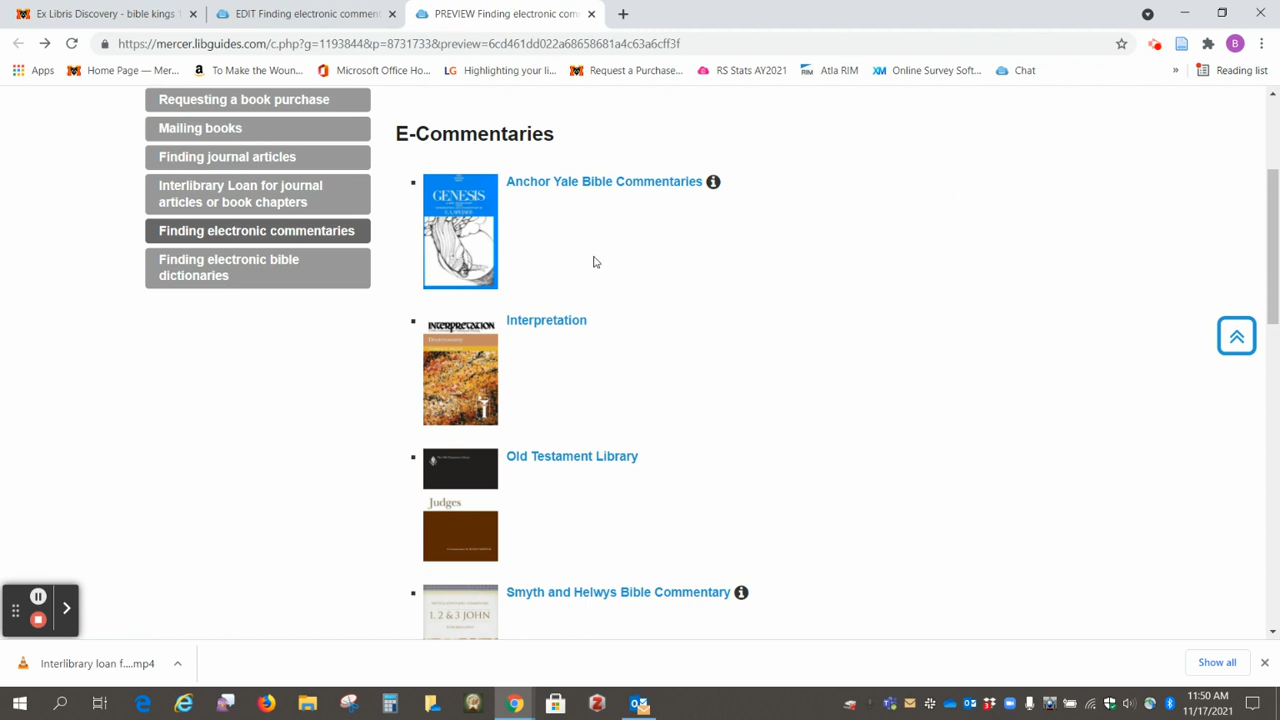 Ex Libris Discovery - bible kings 1
EDIT Finding electronic commen
PREVIEW Finding electronic com
https://mercer.libguides.com/c.php?g=1193844&p=8731733&preview=6cd461dd022a68658681a4c63a6cff3f
Apps
Home Page — Mer...
To Make the Woun...
Microsoft Office Ho...
LG Highlighting your li...
Request a Purchase...
RS Stats AY2021
RIM Atla RIM
XM Online Survey Soft...
Chat
»
Reading list
B
Requesting a book purchase
Mailing books
Finding journal articles
Interlibrary Loan for journal
articles or book chapters
Finding electronic commentaries
Finding electronic bible
dictionaries
E-Commentaries
Anchor Yale Bible Commentaries
GENESIS
Interpretation
INTERPRETATION
Deuteronomy
Old Testament Library
Judges
Smyth and Helwys Bible Commentary
1, 2 & 3 JOHN
Interlibrary loan f....mp4
Show all
11:50 AM
11/17/2021